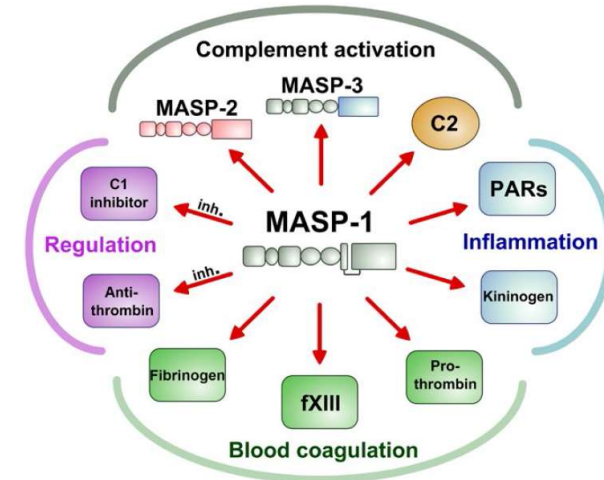 Complement activation
MASP-3
MASP-2
C2
C1
inhibitor
inh.
PARs
MASP-1
Regulation
Inflammation
inh.
Anti-
thrombin
Kininogen
Fibrinogen
fXIII
Pro-
thrombin
Blood coagulation